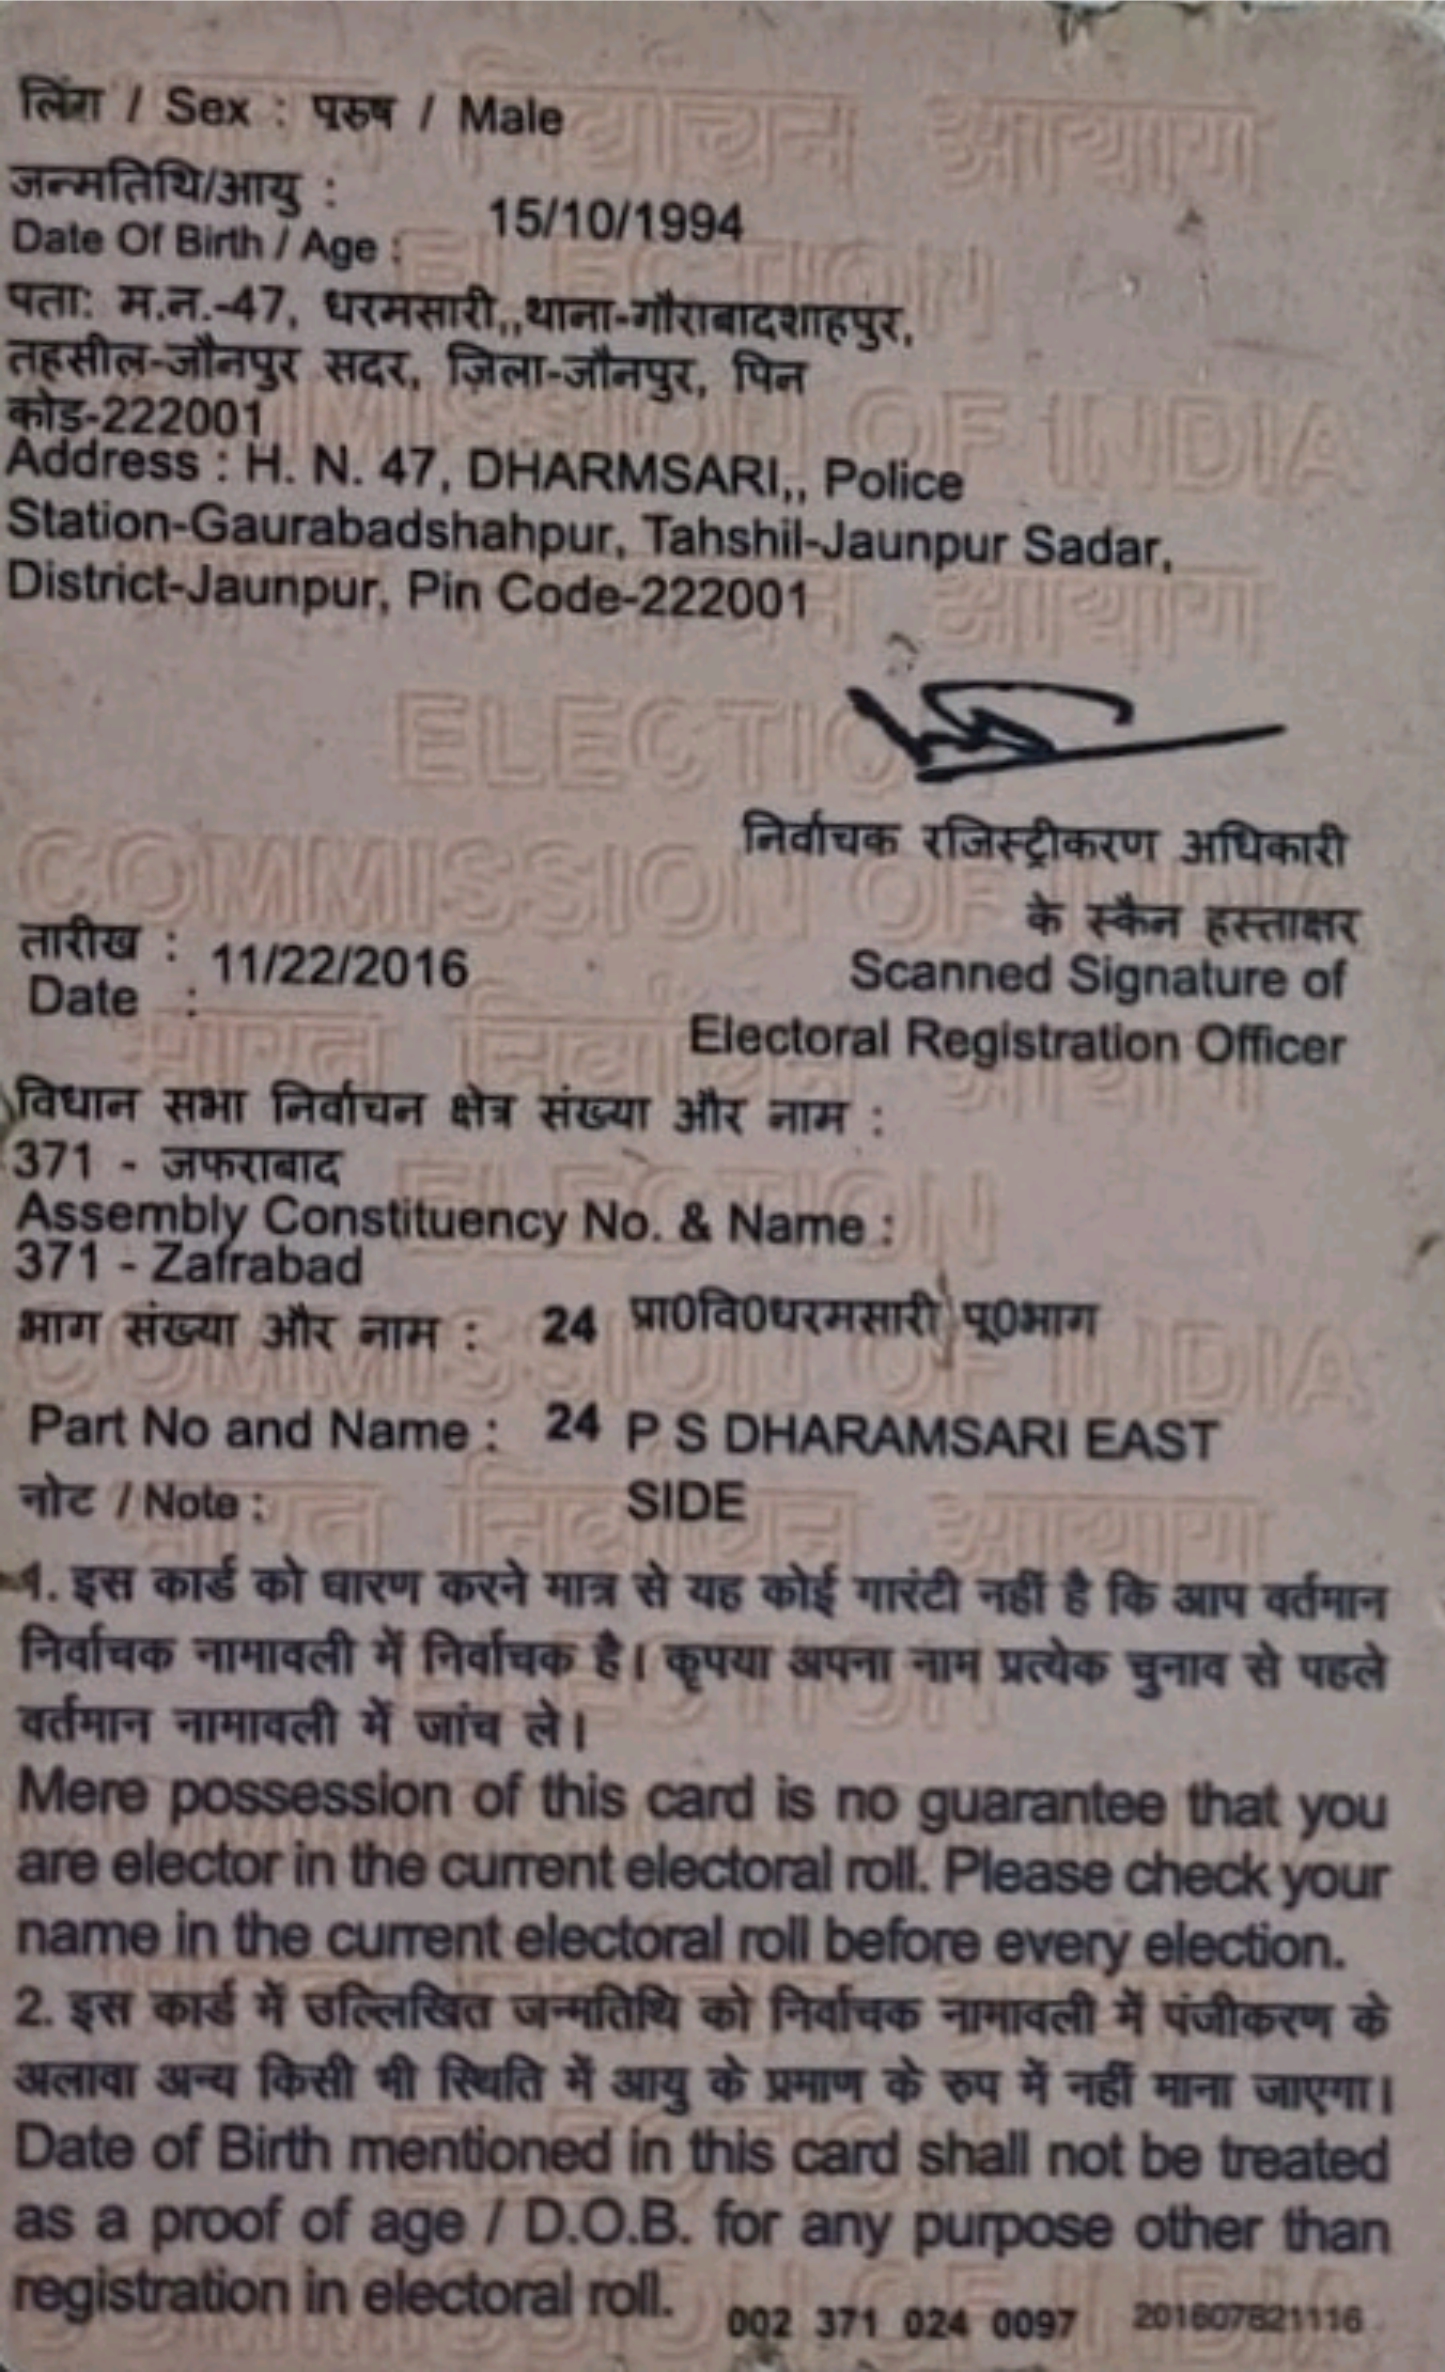 लिंग / Sex : पुरुष / Male
जन्मतिथि/आयु :
Date Of Birth / Age : 15/10/1994
पता: म.न.-47, धरमसारी,,थाना-गौराबादशाहपुर,
तहसील-जौनपुर सदर, ज़िला-जौनपुर, पिन
कोड-222001
Address : H. N. 47, DHARMSARI,, Police
Station-Gaurabadshahpur, Tahshil-Jaunpur Sadar,
District-Jaunpur, Pin Code-222001
निर्वाचक रजिस्ट्रीकरण अधिकारी
के स्कैन हस्ताक्षर
Scanned Signature of
Electoral Registration Officer
तारीख : 11/22/2016
Date :
विधान सभा निर्वाचन क्षेत्र संख्या और नाम :
371 - जफराबाद
Assembly Constituency No. & Name :
371 - Zafrabad
भाग संख्या और नाम : 24 प्रा0वि0धरमसारी पू0भाग
Part No and Name : 24 P S DHARAMSARI EAST
SIDE
नोट / Note :
1. इस कार्ड को धारण करने मात्र से यह कोई गारंटी नहीं है कि आप वर्तमान
निर्वाचक नामावली में निर्वाचक है। कृपया अपना नाम प्रत्येक चुनाव से पहले
वर्तमान नामावली में जांच ले।
Mere possession of this card is no guarantee that you
are elector in the current electoral roll. Please check your
name in the current electoral roll before every election.
2. इस कार्ड में उल्लिखित जन्मतिथि को निर्वाचक नामावली में पंजीकरण के
अलावा अन्य किसी भी स्थिति में आयु के प्रमाण के रुप में नहीं माना जाएगा।
Date of Birth mentioned in this card shall not be treated
as a proof of age / D.O.B. for any purpose other than
registration in electoral roll.
002 371 024 0097 201607821116
भारत निर्वाचन आयोग
ELECTION
COMMISSION OF INDIA